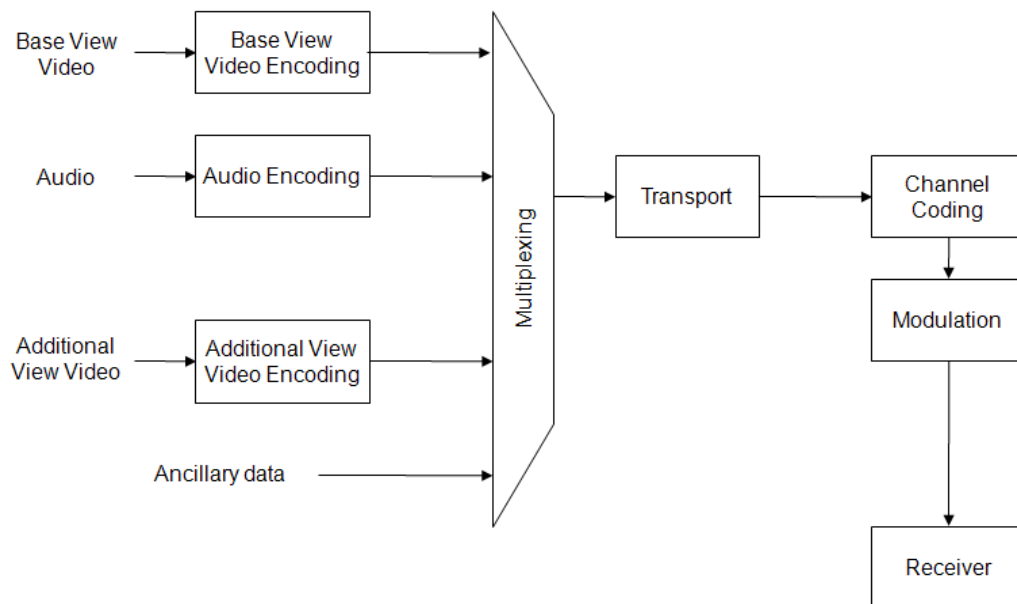 Base View
Video
Base View
Video Encoding
Audio
Audio Encoding
Additional
View Video
Additional View
Video Encoding
Ancillary data
Multiplexing
Transport
Channel
Coding
Modulation
Receiver